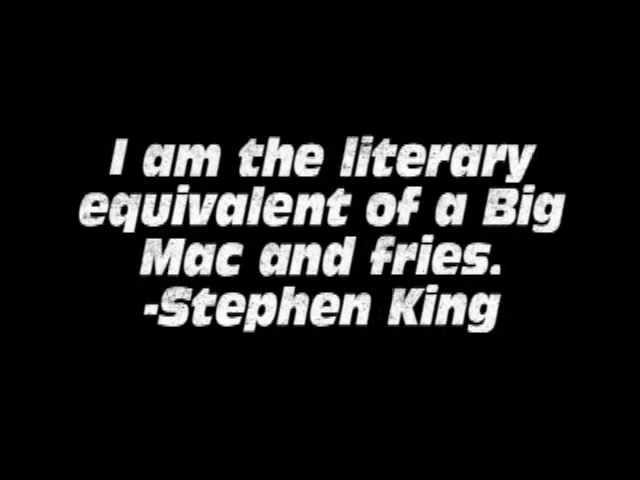 I am the literary
equivalent of a Big
Mac and fries.
-Stephen King